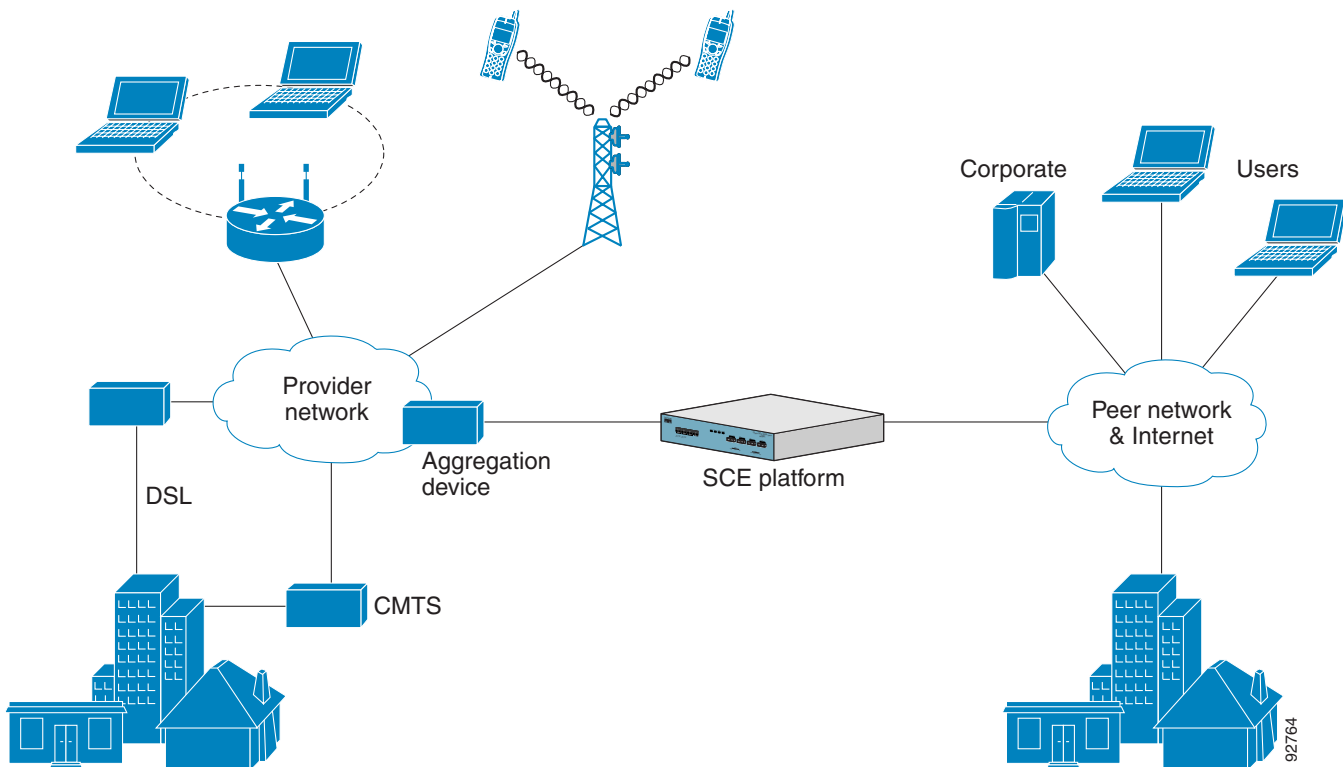 Corporate
Users
Provider
network
Peer network
& Internet
Aggregation
device
SCE platform
DSL
CMTS
92764